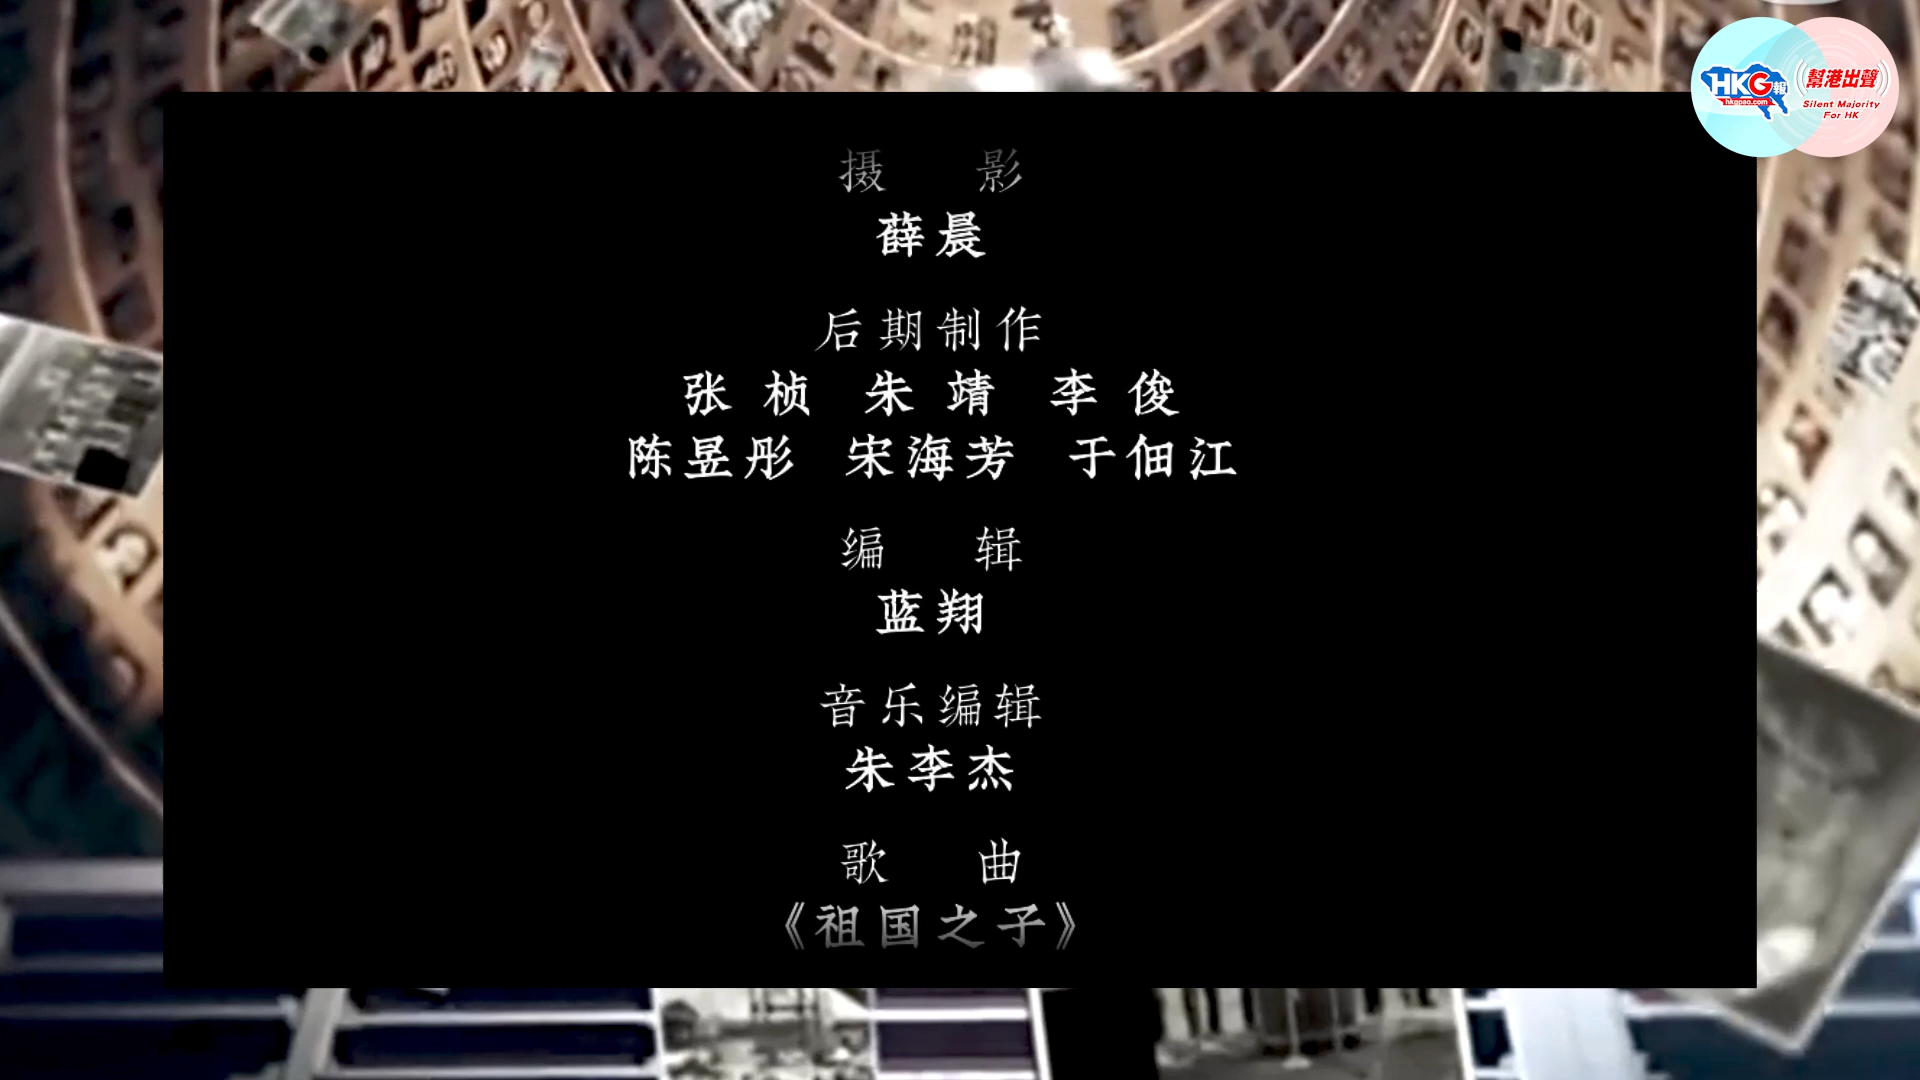 HKG報
hkgpao.com
幫港出聲
Silent Majority
For HK
摄 影
薛晨
后期制作
张 桢 朱 靖 李 俊
陈昱彤 宋海芳 于佃江
编 辑
蓝翔
音乐编辑
朱李杰
歌 曲
《祖国之子》